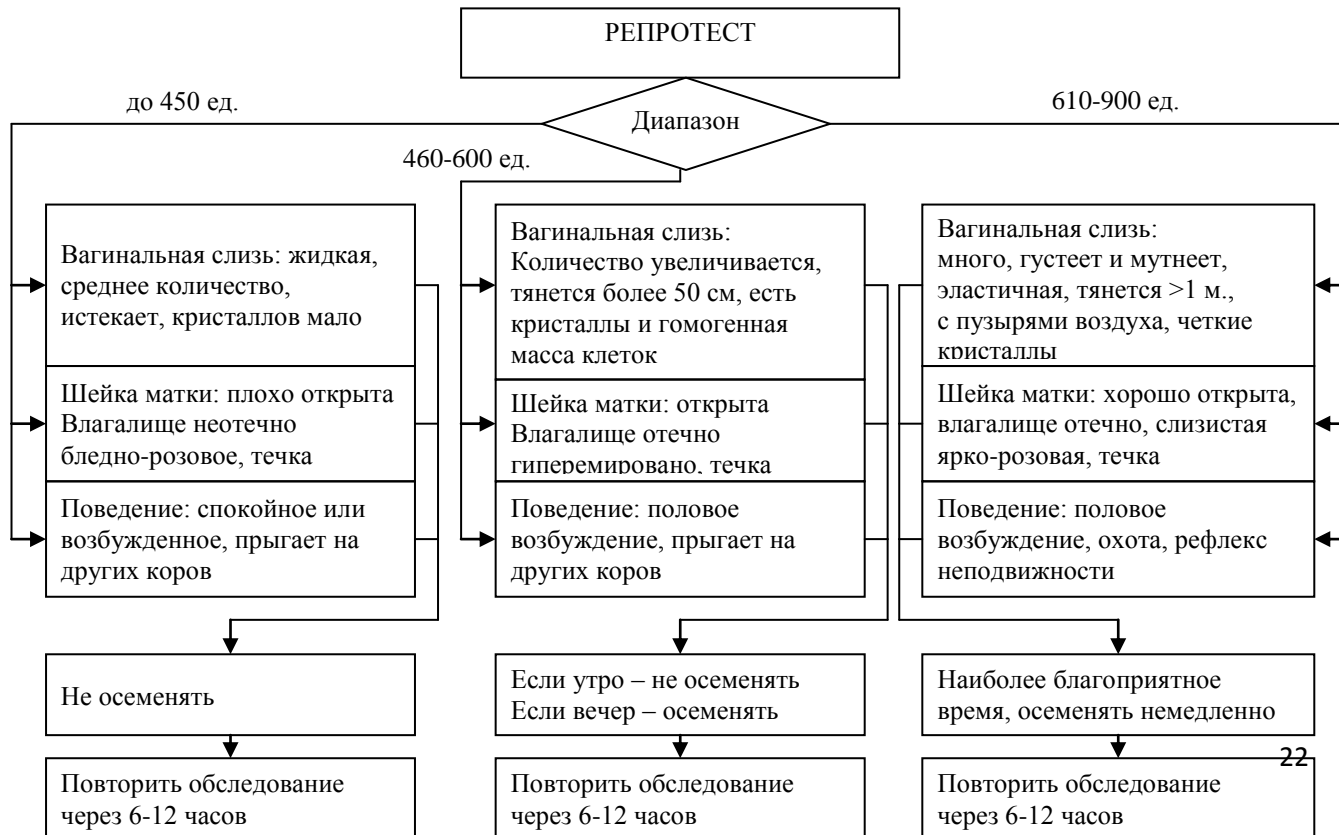 РЕПРОТЕСТ
Диапазон
до 450 ед.
460-600 ед.
610-900 ед.
Вагинальная слизь: жидкая,
среднее количество,
истекает, кристаллов мало
Шейка матки: плохо открыта
Влагалище неотечно
бледно-розовое, течка
Поведение: спокойное или
возбужденное, прыгает на
других коров
Не осеменять
Повторить обследование
через 6-12 часов
Вагинальная слизь:
Количество увеличивается,
тянется более 50 см, есть
кристаллы и гомогенная
масса клеток
Шейка матки: открыта
Влагалище отечно
гиперемировано, течка
Поведение: половое
возбуждение, прыгает на
других коров
Если утро – не осеменять
Если вечер – осеменять
Повторить обследование
через 6-12 часов
Вагинальная слизь:
много, густеет и мутнеет,
эластичная, тянется >1 м.,
с пузырями воздуха, четкие
кристаллы
Шейка матки: хорошо открыта,
влагалище отечно, слизистая
ярко-розовая, течка
Поведение: половое
возбуждение, охота, рефлекс
неподвижности
Наиболее благоприятное
время, осеменять немедленно
Повторить обследование
через 6-12 часов
22